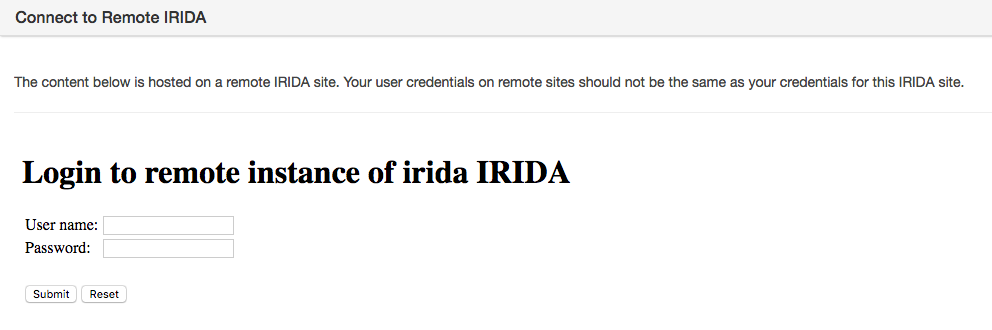 Connect to Remote IRIDA
The content below is hosted on a remote IRIDA site. Your user credentials on remote sites should not be the same as your credentials for this IRIDA site.
Login to remote instance of irida IRIDA
User name:
Password:
Submit Reset